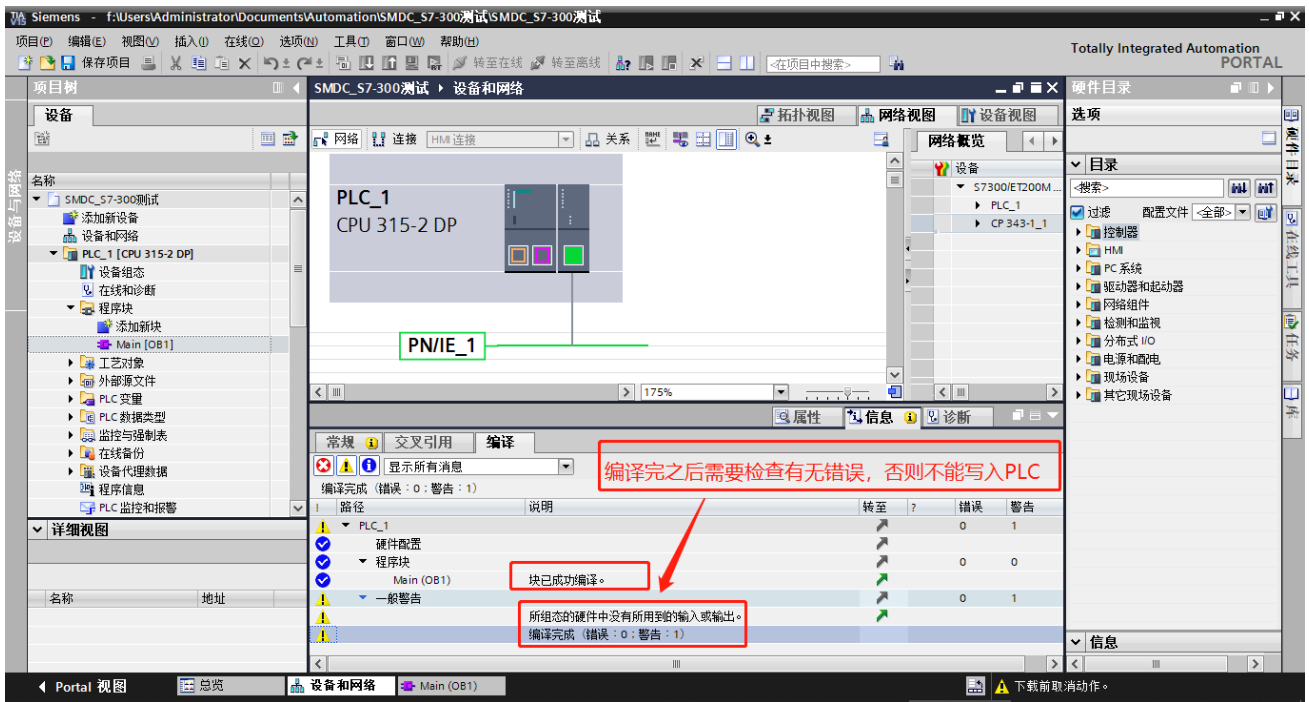 Siemens - f:\Users\Administrator\Documents\Automation\SMDC_S7-300测试\SMDC_S7-300测试
项目(P) 编辑(E) 视图(V) 插入(I) 在线(O) 选项(N) 工具(T) 窗口(W) 帮助(H)
Totally Integrated Automation
PORTAL
保存项目 转至在线 转至离线 <在项目中搜索>
项目树
SMDC_S7-300测试 ▸ 设备和网络
硬件目录
设备
拓扑视图 网络视图 设备视图
选项
网络 连接 HMI 连接 关系
网络概览
名称
SMDC_S7-300测试
添加新设备
设备和网络
PLC_1 [CPU 315-2 DP]
设备组态
在线和诊断
程序块
添加新块
Main [OB1]
工艺对象
外部源文件
PLC 变量
PLC 数据类型
监控与强制表
在线备份
设备代理数据
程序信息
PLC 监控和报警
设备与网络
PLC_1
CPU 315-2 DP
PN/IE_1
175%
设备
S7300/ET200M...
PLC_1
CP 343-1_1
目录
<搜索>
过滤 配置文件 <全部>
控制器
HMI
PC 系统
驱动器和起动器
网络组件
检测和监视
分布式 I/O
电源和配电
现场设备
其它现场设备
硬件目录
在线工具
任务
库
属性 信息 诊断
常规 交叉引用 编译
显示所有消息
编译完之后需要检查有无错误，否则不能写入PLC
编译完成（错误：0；警告：1）
! 路径 说明 转至 ? 错误 警告
PLC_1 0 1
硬件配置
程序块 0 0
Main (OB1) 块已成功编译。
一般警告 0 1
所组态的硬件中没有所用到的输入或输出。
编译完成（错误：0；警告：1）
详细视图
名称 地址
信息
Portal 视图 总览 设备和网络 Main (OB1)
下载前取消动作。